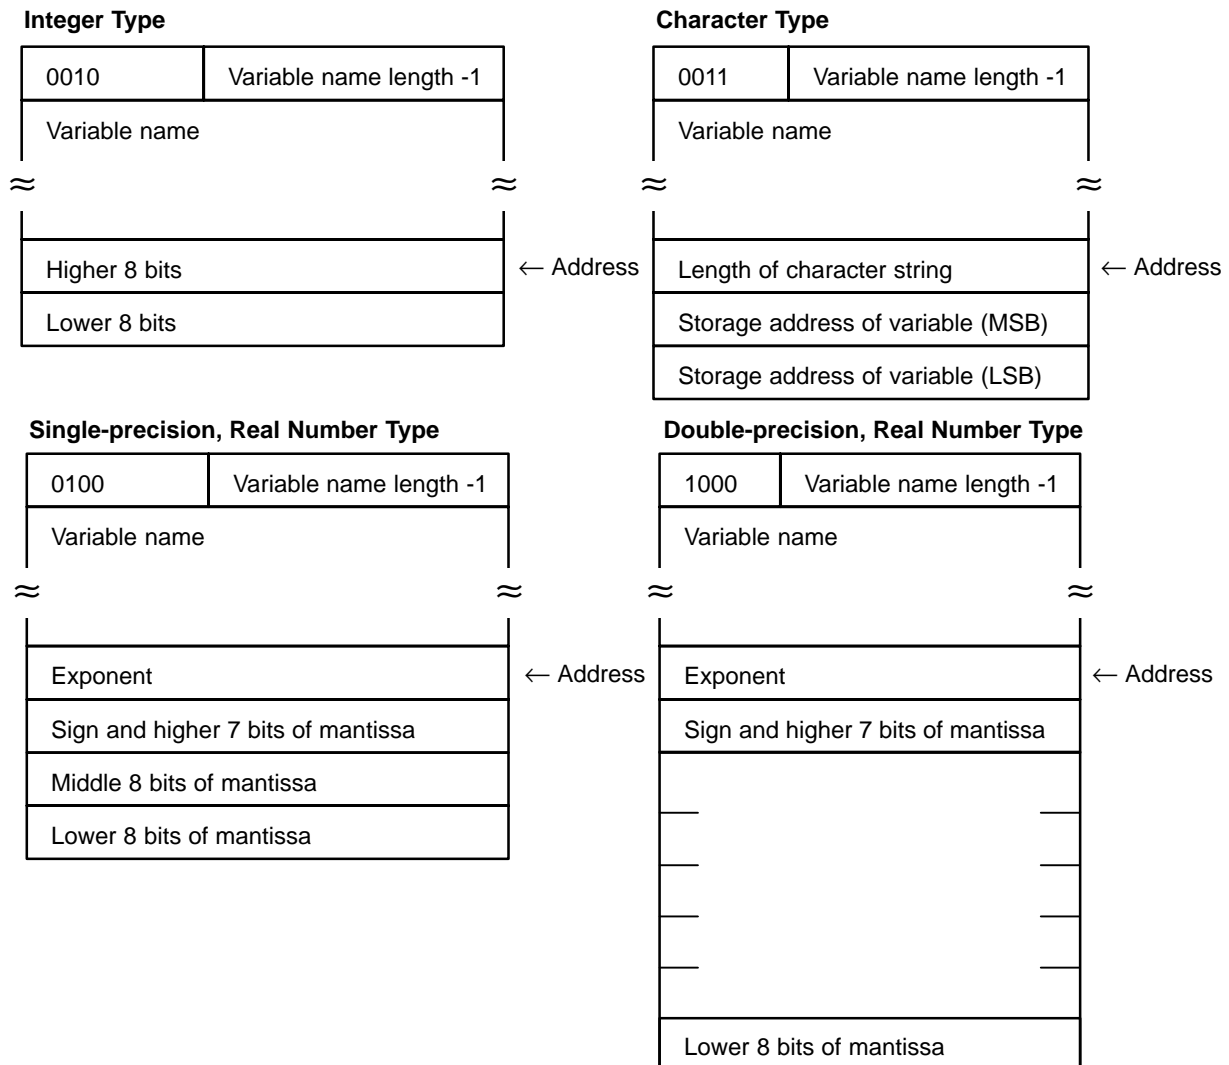 Integer Type
0010 Variable name length -1
Variable name
≈ ≈
Higher 8 bits ← Address
Lower 8 bits
Character Type
0011 Variable name length -1
Variable name
≈ ≈
Length of character string ← Address
Storage address of variable (MSB)
Storage address of variable (LSB)
Single-precision, Real Number Type
0100 Variable name length -1
Variable name
≈ ≈
Exponent ← Address
Sign and higher 7 bits of mantissa
Middle 8 bits of mantissa
Lower 8 bits of mantissa
Double-precision, Real Number Type
1000 Variable name length -1
Variable name
≈ ≈
Exponent ← Address
Sign and higher 7 bits of mantissa
Lower 8 bits of mantissa